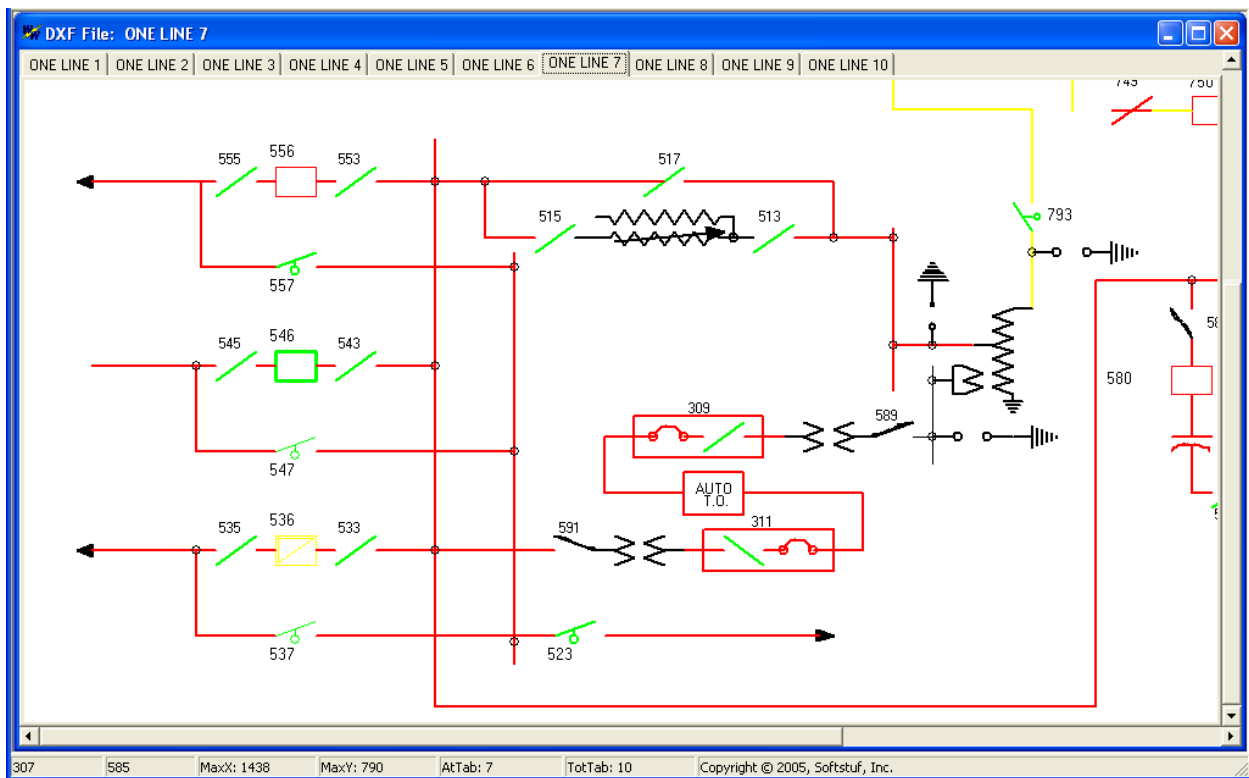 DXF File: ONE LINE 7
ONE LINE 1 ONE LINE 2 ONE LINE 3 ONE LINE 4 ONE LINE 5 ONE LINE 6 ONE LINE 7 ONE LINE 8 ONE LINE 9 ONE LINE 10
743 750
555 556 553 517
515 513 793
557
545 546 543
580
309 589
547
AUTO
T.O.
535 536 533 591 311
537 523
307 585 MaxX: 1438 MaxY: 790 AtTab: 7 TotTab: 10 Copyright © 2005, Softstuf, Inc.